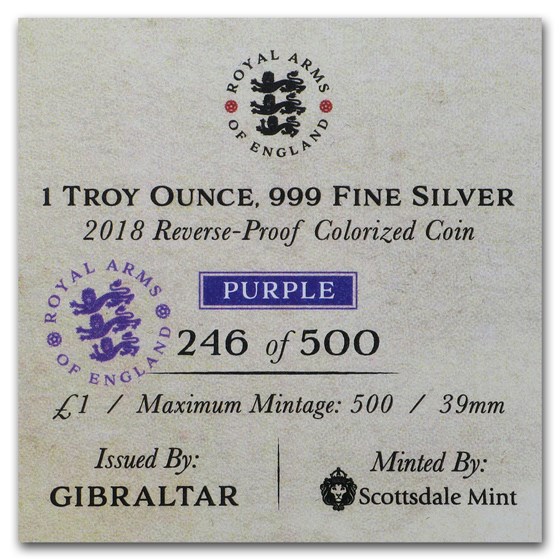 ROYAL ARMS
OF ENGLAND
1 TROY OUNCE, 999 FINE SILVER
2018 Reverse-Proof Colorized Coin
PURPLE
ROYAL ARMS
OF ENGLAND
246 of 500
£1 / Maximum Mintage: 500 / 39mm
Issued By:
GIBRALTAR
Minted By:
Scottsdale Mint